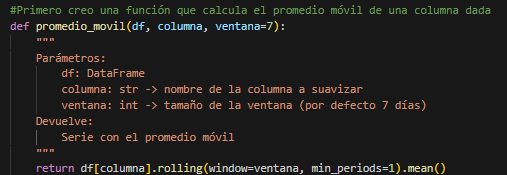 #Primero creo una función que calcula el promedio móvil de una columna dada
def promedio_movil(df, columna, ventana=7):
    """
    Parámetros:
        df: DataFrame
        columna: str -> nombre de la columna a suavizar
        ventana: int -> tamaño de la ventana (por defecto 7 días)
    Devuelve:
        Serie con el promedio móvil
    """
    return df[columna].rolling(window=ventana, min_periods=1).mean()